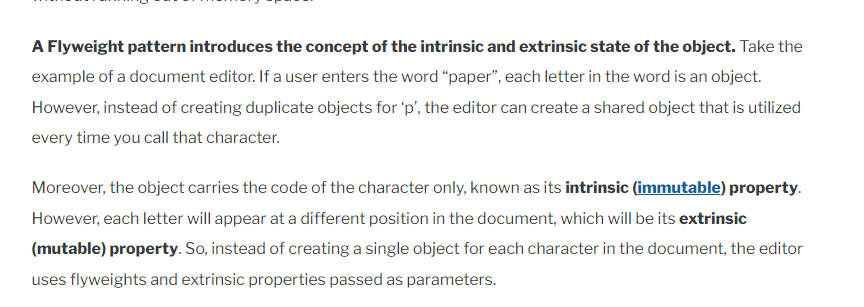 A Flyweight pattern introduces the concept of the intrinsic and extrinsic state of the object. Take the
example of a document editor. If a user enters the word “paper”, each letter in the word is an object.
However, instead of creating duplicate objects for ‘p’, the editor can create a shared object that is utilized
every time you call that character.
Moreover, the object carries the code of the character only, known as its intrinsic (immutable) property.
However, each letter will appear at a different position in the document, which will be its extrinsic
(mutable) property. So, instead of creating a single object for each character in the document, the editor
uses flyweights and extrinsic properties passed as parameters.